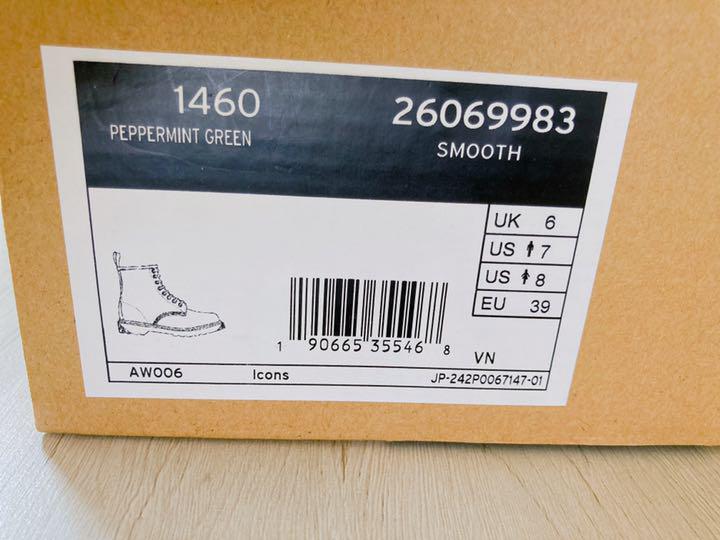 1460
PEPPERMINT GREEN
26069983
SMOOTH
UK 6
US 7
US 8
EU 39
1 90665 35546 8
VN
AW006
Icons
JP-242P0067147-01